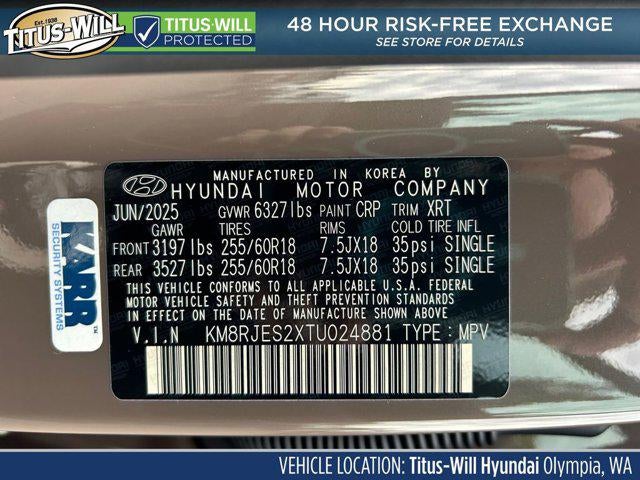 Est. 1938
TITUS-WILL
TITUS-WILL
PROTECTED
48 HOUR RISK-FREE EXCHANGE
SEE STORE FOR DETAILS
MANUFACTURED IN KOREA BY
HYUNDAI MOTOR COMPANY
JUN/2025 GVWR 6327lbs PAINT CRP TRIM XRT
GAWR TIRES RIMS COLD TIRE INFL
FRONT 3197lbs 255/60R18 7.5JX18 35psi SINGLE
REAR 3527lbs 255/60R18 7.5JX18 35psi SINGLE
THIS VEHICLE CONFORMS TO ALL APPLICABLE U.S.A. FEDERAL
MOTOR VEHICLE SAFETY, BUMPER, AND THEFT
PREVENTION STANDARDS IN EFFECT ON THE DATE OF
MANUFACTURE SHOWN ABOVE.
V.I.N KM8RJES2XTU024881 TYPE : MPV
KARR™
SECURITY SYSTEMS
VEHICLE LOCATION: Titus-Will Hyundai Olympia, WA